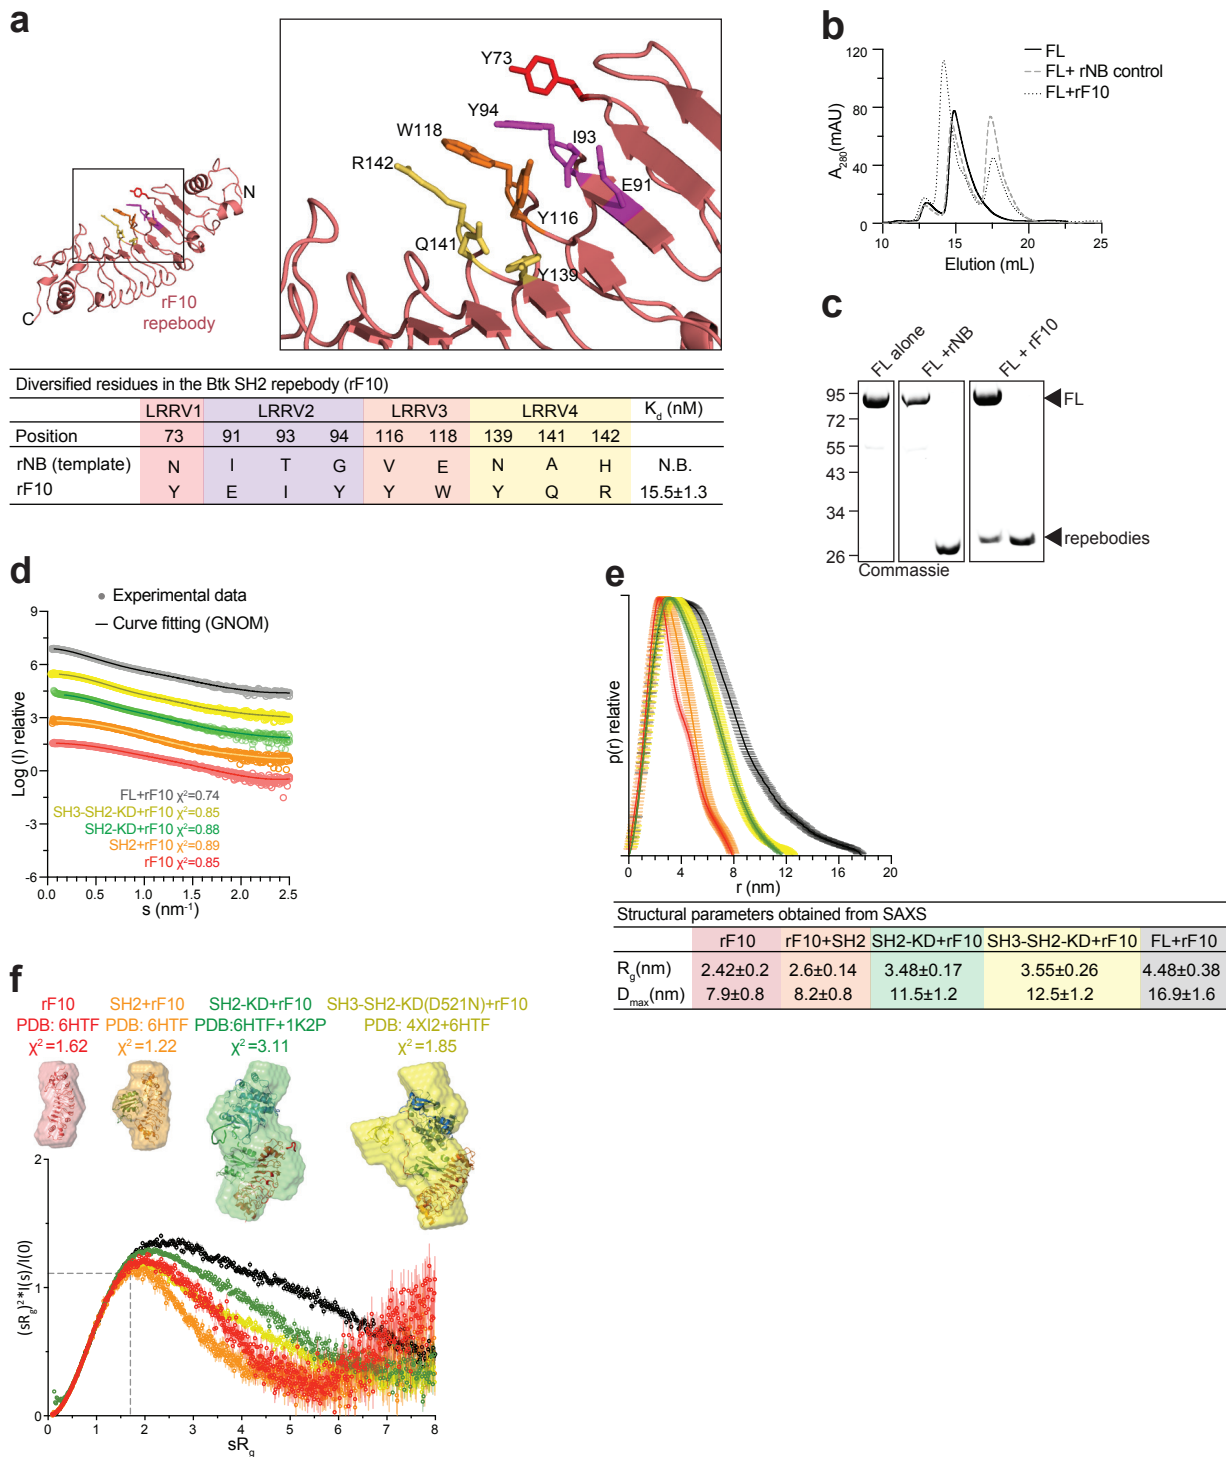 a
Y73
Y94
I93
W118
R142
E91
Y116
Q141
Y139
N
C
rF10
repebody
Diversified residues in the Btk SH2 repebody (rF10)
LRRV1 LRRV2 LRRV3 LRRV4 Kd (nM)
Position 73 91 93 94 116 118 139 141 142
rNB (template) N I T G V E N A H N.B.
rF10 Y E I Y Y W Y Q R 15.5±1.3
b
FL
FL+ rNB control
FL+rF10
A280(mAU)
120
80
40
0
10 15 20 25
Elution (mL)
c
FL alone
FL +rNB
FL + rF10
95
72
55
43
34
26
FL
repebodies
Commassie
d
Experimental data
Curve fitting (GNOM)
Log (I) relative
9
6
3
0
-3
-6
FL+rF10 χ²=0.74
SH3-SH2-KD+rF10 χ²=0.85
SH2-KD+rF10 χ²=0.88
SH2+rF10 χ²=0.89
rF10 χ²=0.85
0.0 0.5 1.0 1.5 2.0 2.5
s (nm⁻¹)
e
p(r) relative
0 4 8 12 16 20
r (nm)
Structural parameters obtained from SAXS
rF10 rF10+SH2 SH2-KD+rF10 SH3-SH2-KD+rF10 FL+rF10
Rg(nm) 2.42±0.2 2.6±0.14 3.48±0.17 3.55±0.26 4.48±0.38
Dmax(nm) 7.9±0.8 8.2±0.8 11.5±1.2 12.5±1.2 16.9±1.6
f
rF10 SH2+rF10 SH2-KD+rF10 SH3-SH2-KD(D521N)+rF10
PDB: 6HTF PDB: 6HTF PDB:6HTF+1K2P PDB: 4XI2+6HTF
χ²=1.62 χ²=1.22 χ²=3.11 χ²=1.85
(sRg)²*I(s)/I(0)
2
1
0
0 1 2 3 4 5 6 7 8
sRg